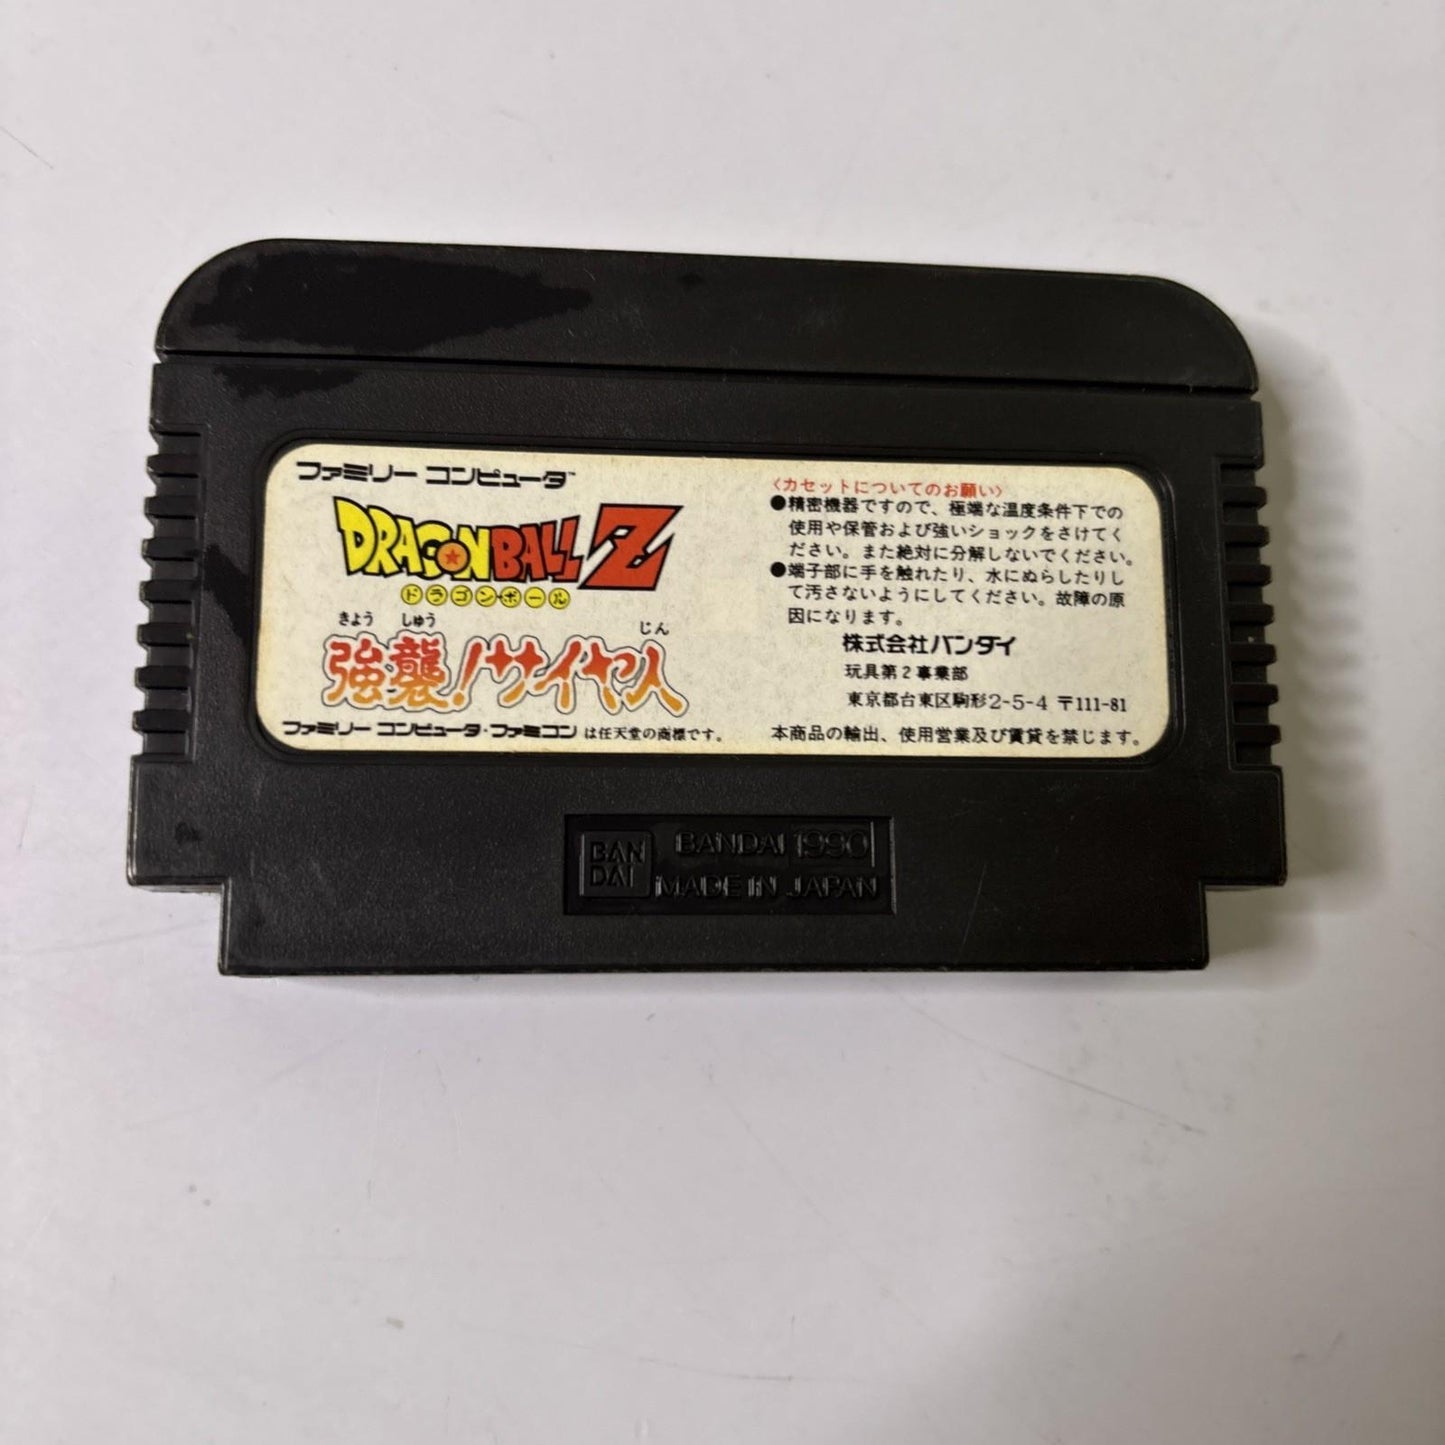 ファミリー コンピュータ™
DRAGON BALL Z
ドラゴンボール
きょう しゅう じん
強襲!サイヤ人
ファミリー コンピュータ・ファミコン は任天堂の商標です。
〈カセットについてのお願い〉
●精密機器ですので、極端な温度条件下での
使用や保管および強いショックをさけてく
ださい。また絶対に分解しないでください。
●端子部に手を触れたり、水にぬらしたりし
て汚さないようにしてください。故障の原
因になります。
株式会社バンダイ
玩具第2事業部
東京都台東区駒形2-5-4 〒111-81
本商品の輸出、使用営業及び賃貸を禁じます。
BAN
DAI
BANDAI 1990
MADE IN JAPAN